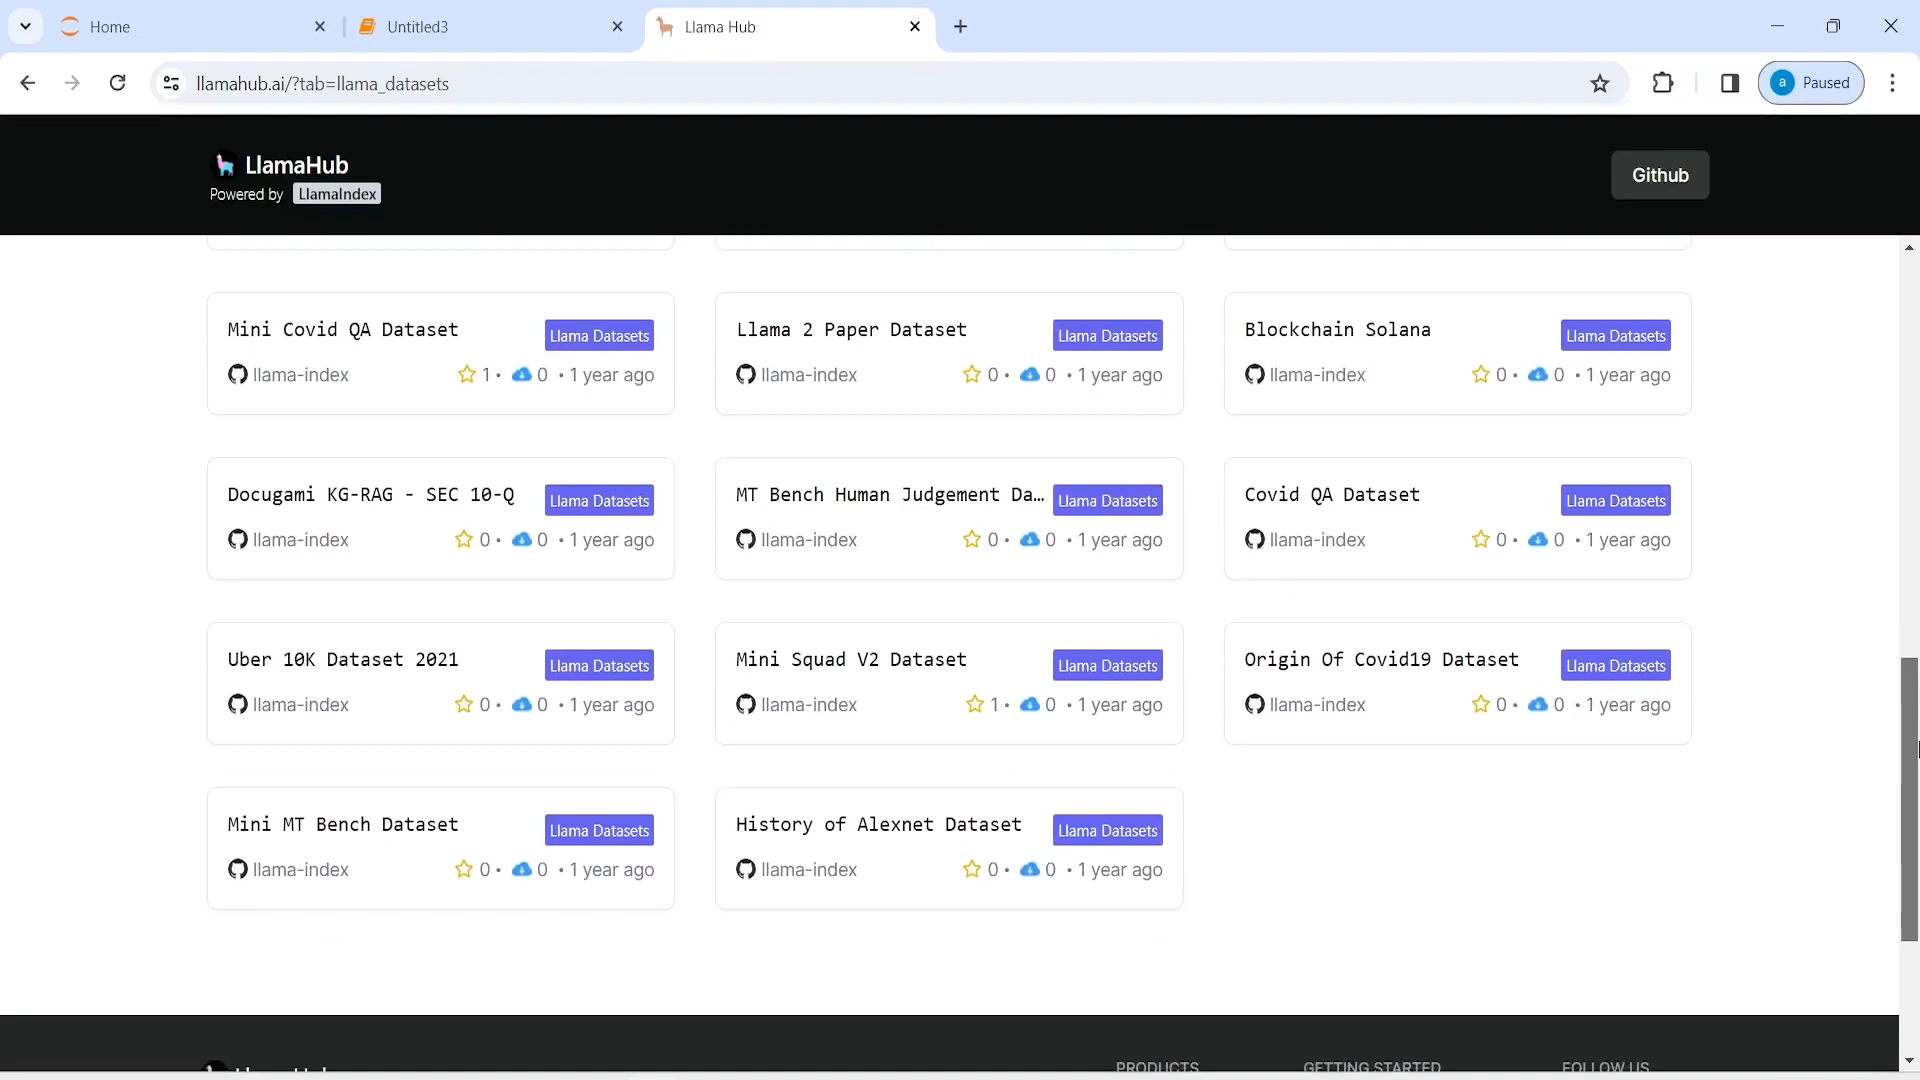 Home
Untitled3
Llama Hub
llamahub.ai/?tab=llama_datasets
a Paused
LlamaHub
Powered by LlamaIndex
Github
Mini Covid QA Dataset Llama Datasets
llama-index 1 • 0 • 1 year ago
Llama 2 Paper Dataset Llama Datasets
llama-index 0 • 0 • 1 year ago
Blockchain Solana Llama Datasets
llama-index 0 • 0 • 1 year ago
Docugami KG-RAG - SEC 10-Q Llama Datasets
llama-index 0 • 0 • 1 year ago
MT Bench Human Judgement Da… Llama Datasets
llama-index 0 • 0 • 1 year ago
Covid QA Dataset Llama Datasets
llama-index 0 • 0 • 1 year ago
Uber 10K Dataset 2021 Llama Datasets
llama-index 0 • 0 • 1 year ago
Mini Squad V2 Dataset Llama Datasets
llama-index 1 • 0 • 1 year ago
Origin Of Covid19 Dataset Llama Datasets
llama-index 0 • 0 • 1 year ago
Mini MT Bench Dataset Llama Datasets
llama-index 0 • 0 • 1 year ago
History of Alexnet Dataset Llama Datasets
llama-index 0 • 0 • 1 year ago
PRODUCTS
GETTING STARTED
FOLLOW US